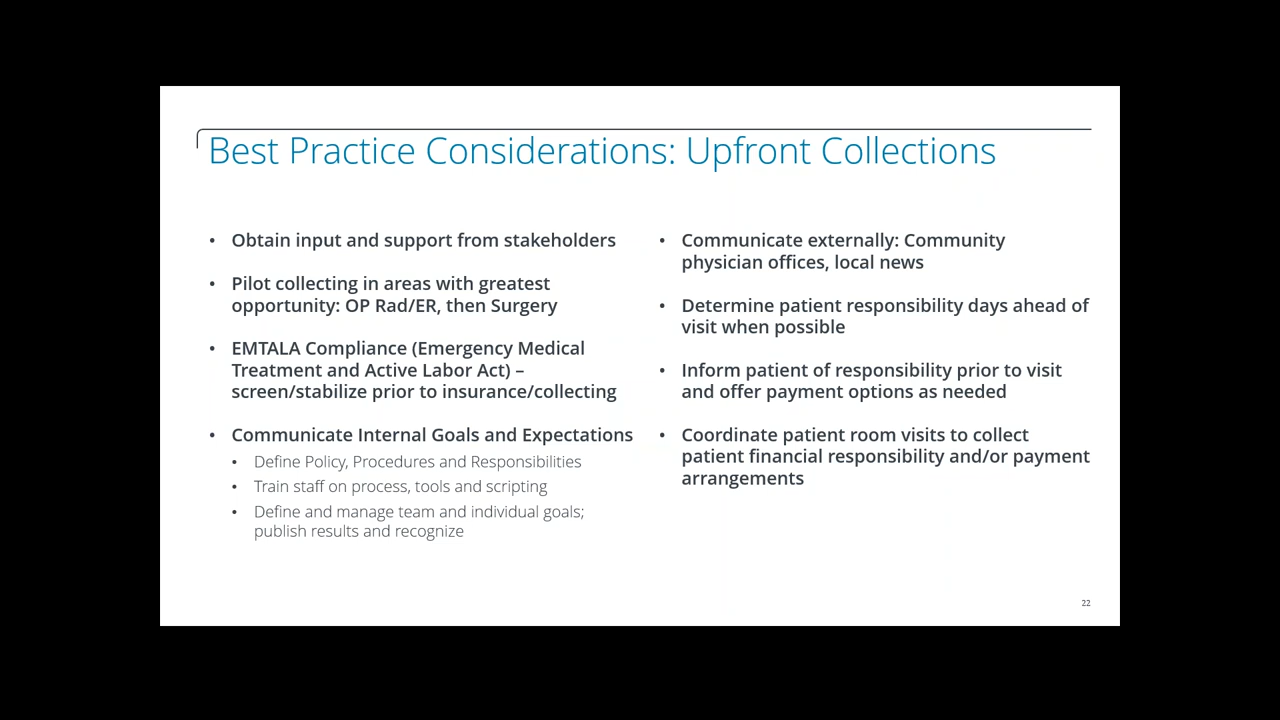 Best Practice Considerations: Upfront Collections
• Obtain input and support from stakeholders
• Pilot collecting in areas with greatest
opportunity: OP Rad/ER, then Surgery
• EMTALA Compliance (Emergency Medical
Treatment and Active Labor Act) –
screen/stabilize prior to insurance/collecting
• Communicate Internal Goals and Expectations
• Define Policy, Procedures and Responsibilities
• Train staff on process, tools and scripting
• Define and manage team and individual goals;
publish results and recognize
• Communicate externally: Community
physician offices, local news
• Determine patient responsibility days ahead of
visit when possible
• Inform patient of responsibility prior to visit
and offer payment options as needed
• Coordinate patient room visits to collect
patient financial responsibility and/or payment
arrangements
22